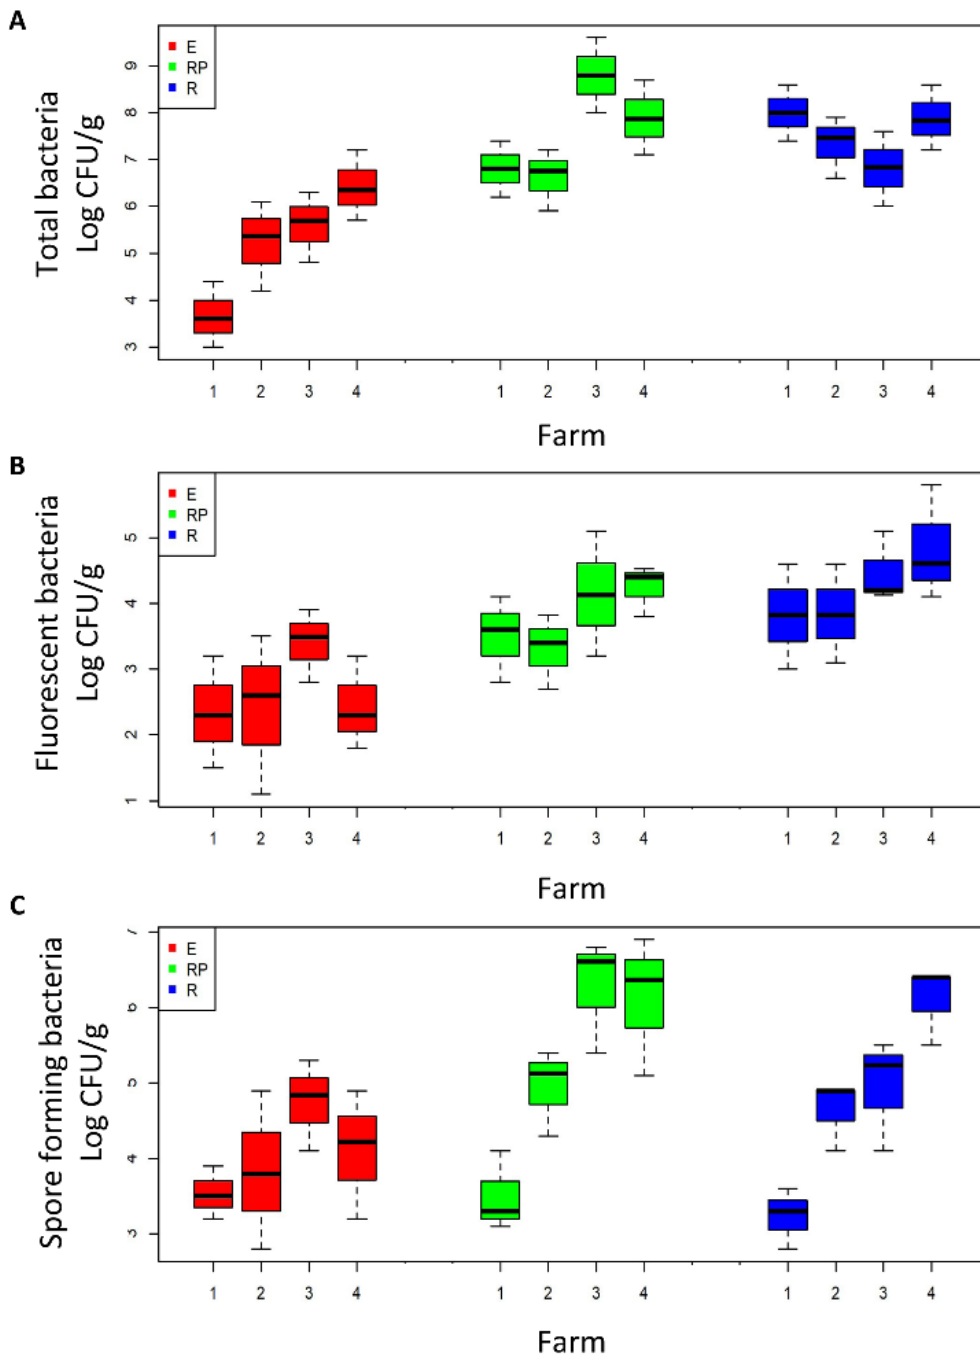 A
Total bacteria
Log CFU/g
E
RP
R
9
8
7
6
5
4
3
1 2 3 4 1 2 3 4 1 2 3 4
Farm
B
Fluorescent bacteria
Log CFU/g
E
RP
R
5
4
3
2
1
1 2 3 4 1 2 3 4 1 2 3 4
Farm
C
Spore forming bacteria
Log CFU/g
E
RP
R
7
6
5
4
3
1 2 3 4 1 2 3 4 1 2 3 4
Farm